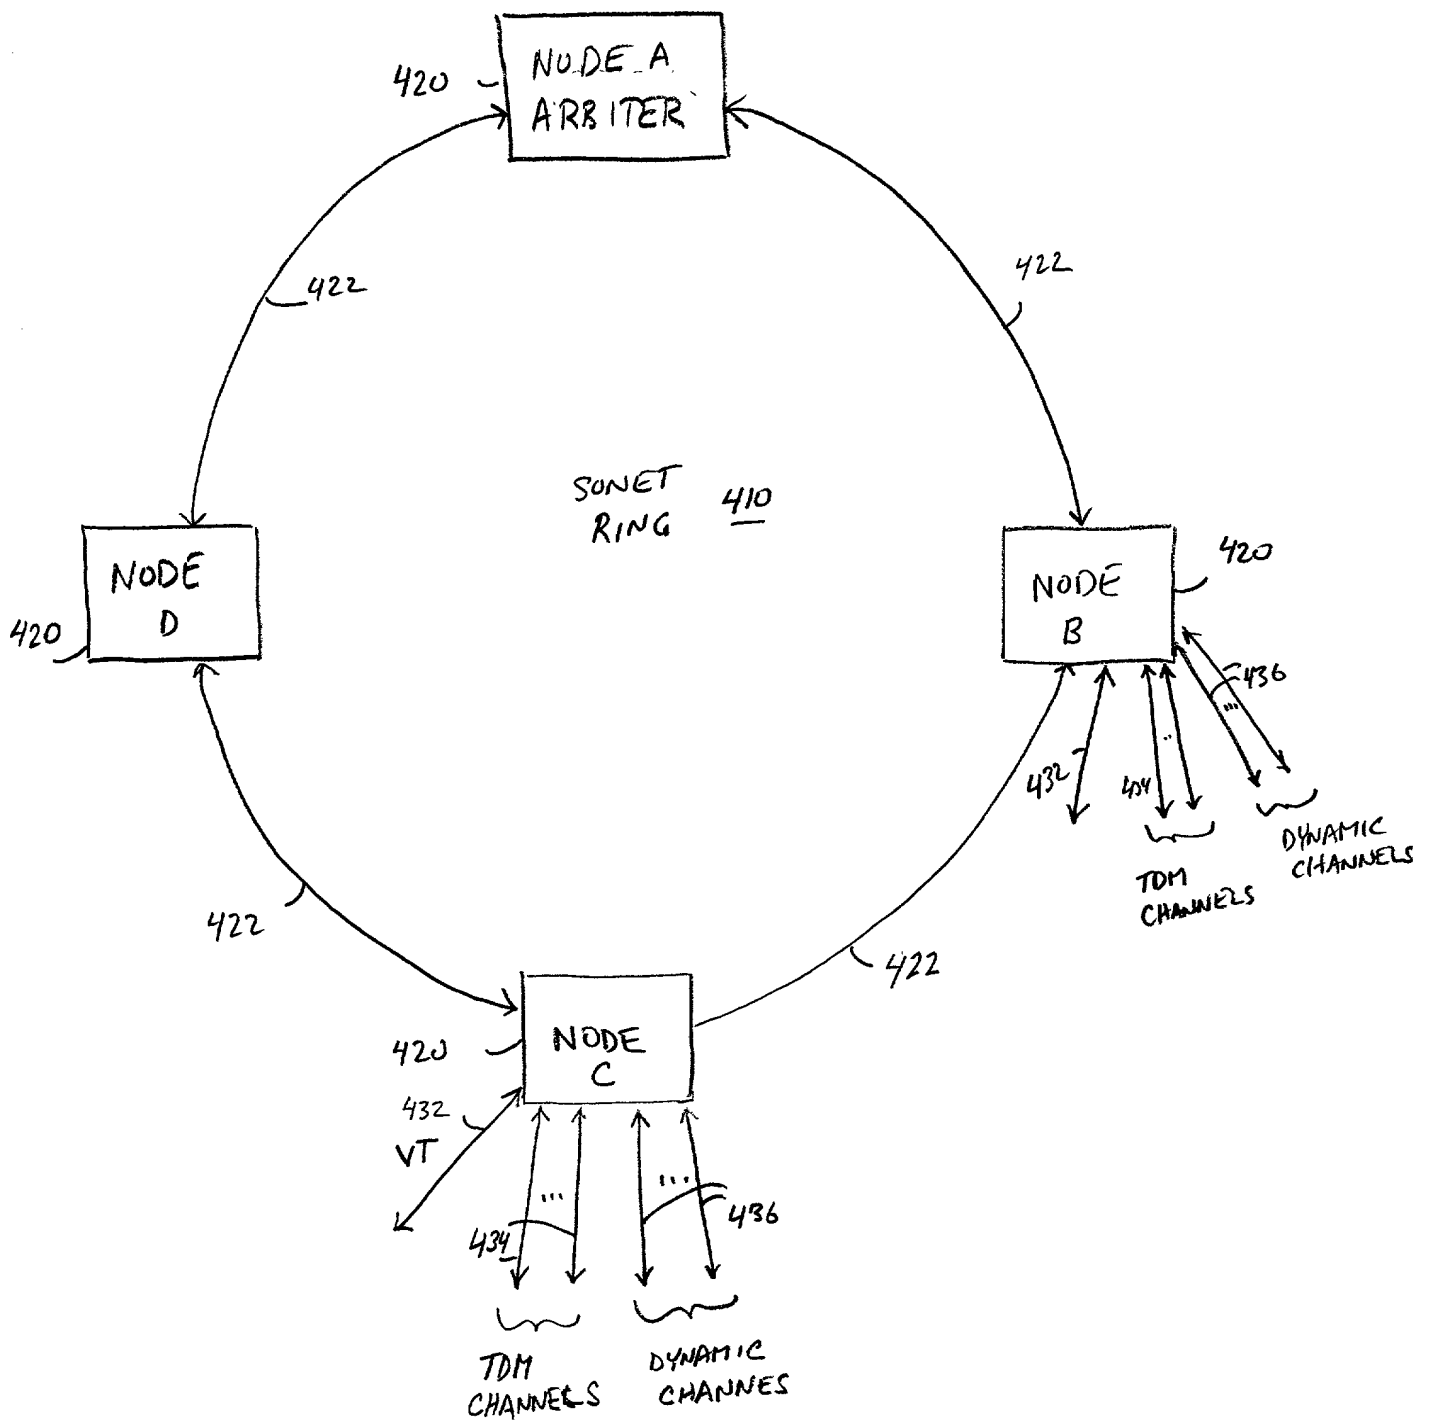 420
NODE A
ARBITER
422
422
SONET
RING 410
NODE
D
420
NODE
B
420
436
...
432
434
..
DYNAMIC
CHANNELS
TDM
CHANNELS
422
422
NODE
C
420
432
VT
...
...
434
436
TDM
CHANNELS
DYNAMIC
CHANNES